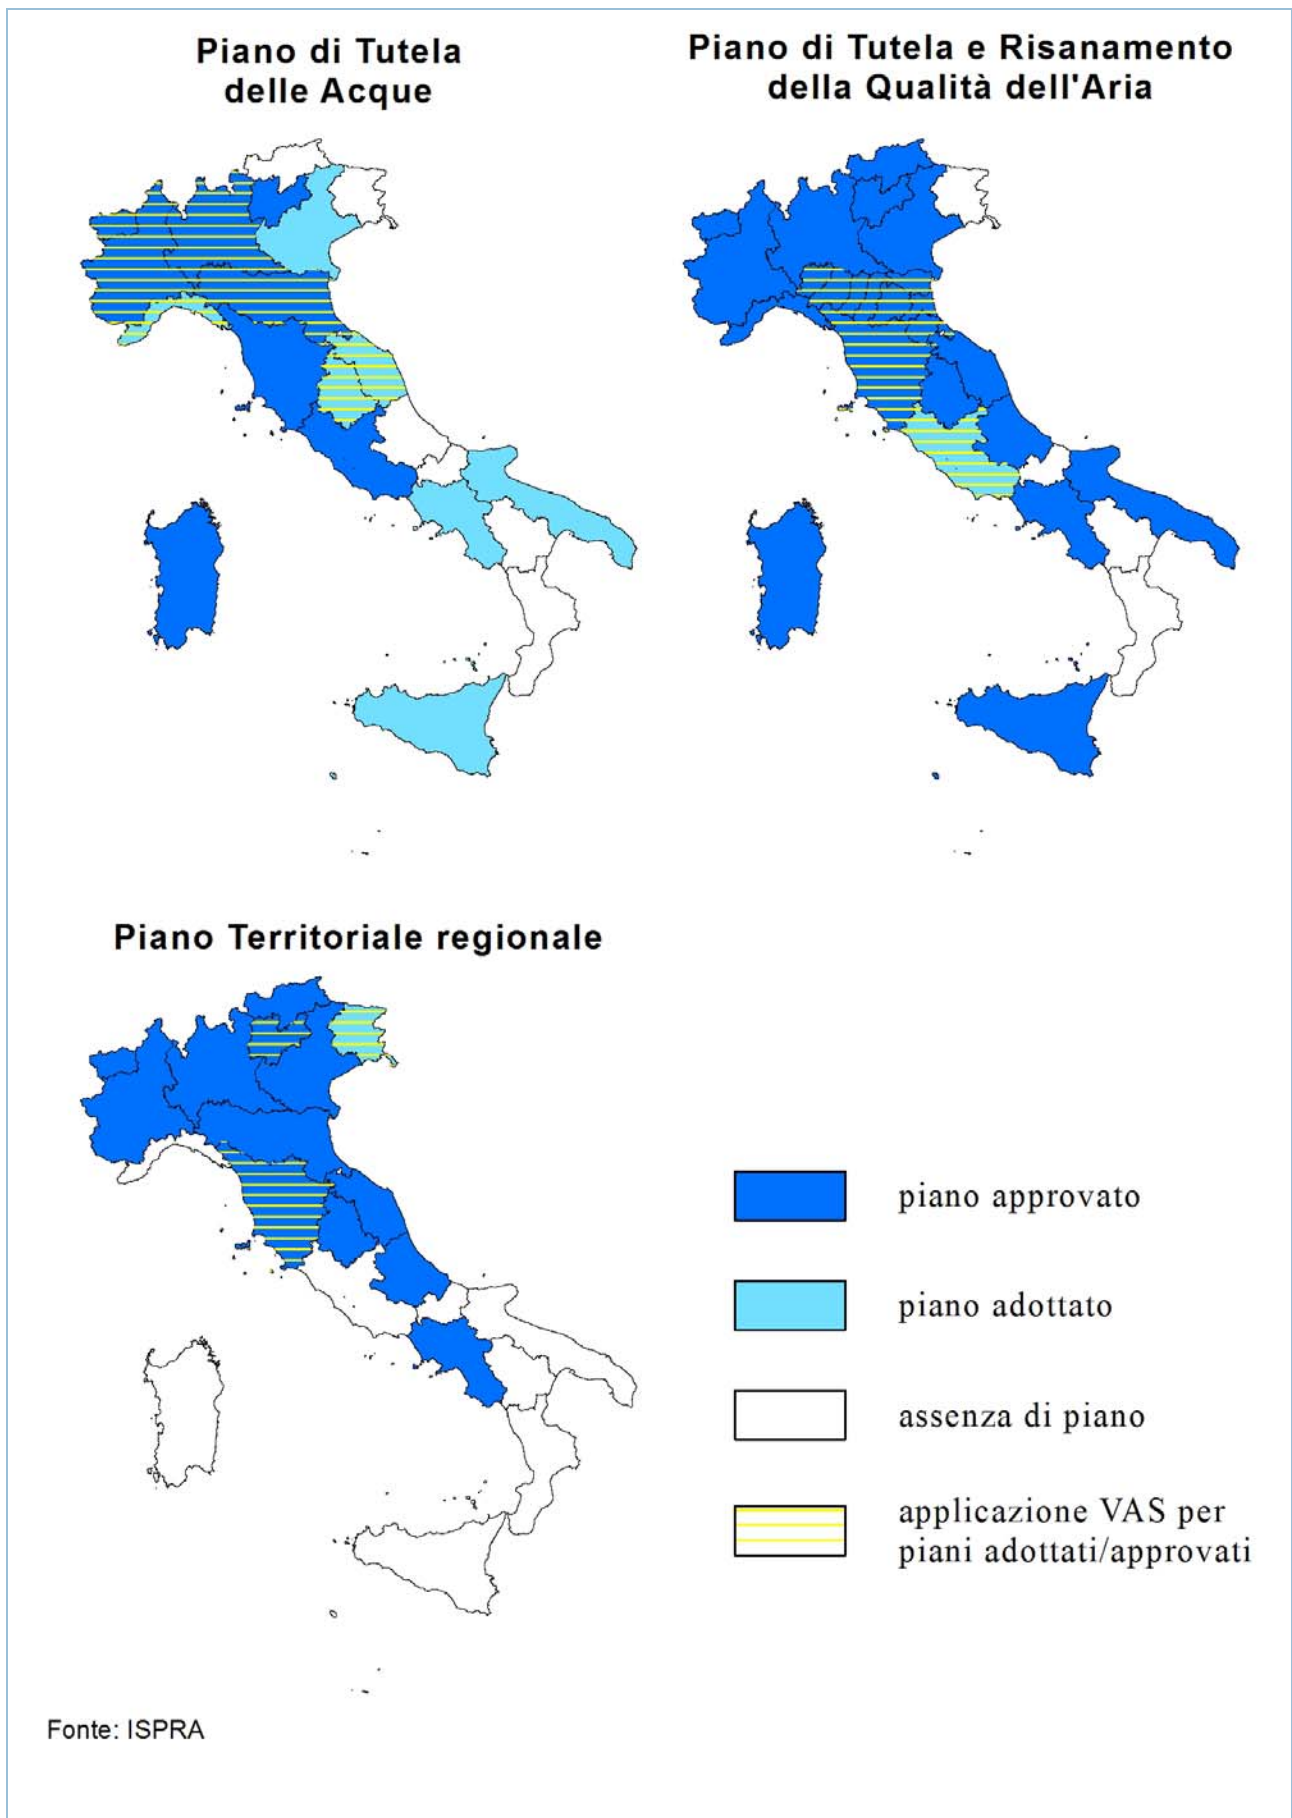 Piano di Tutela
delle Acque
Piano di Tutela e Risanamento
della Qualità dell'Aria
Piano Territoriale regionale
piano approvato
piano adottato
assenza di piano
applicazione VAS per
piani adottati/approvati
Fonte: ISPRA